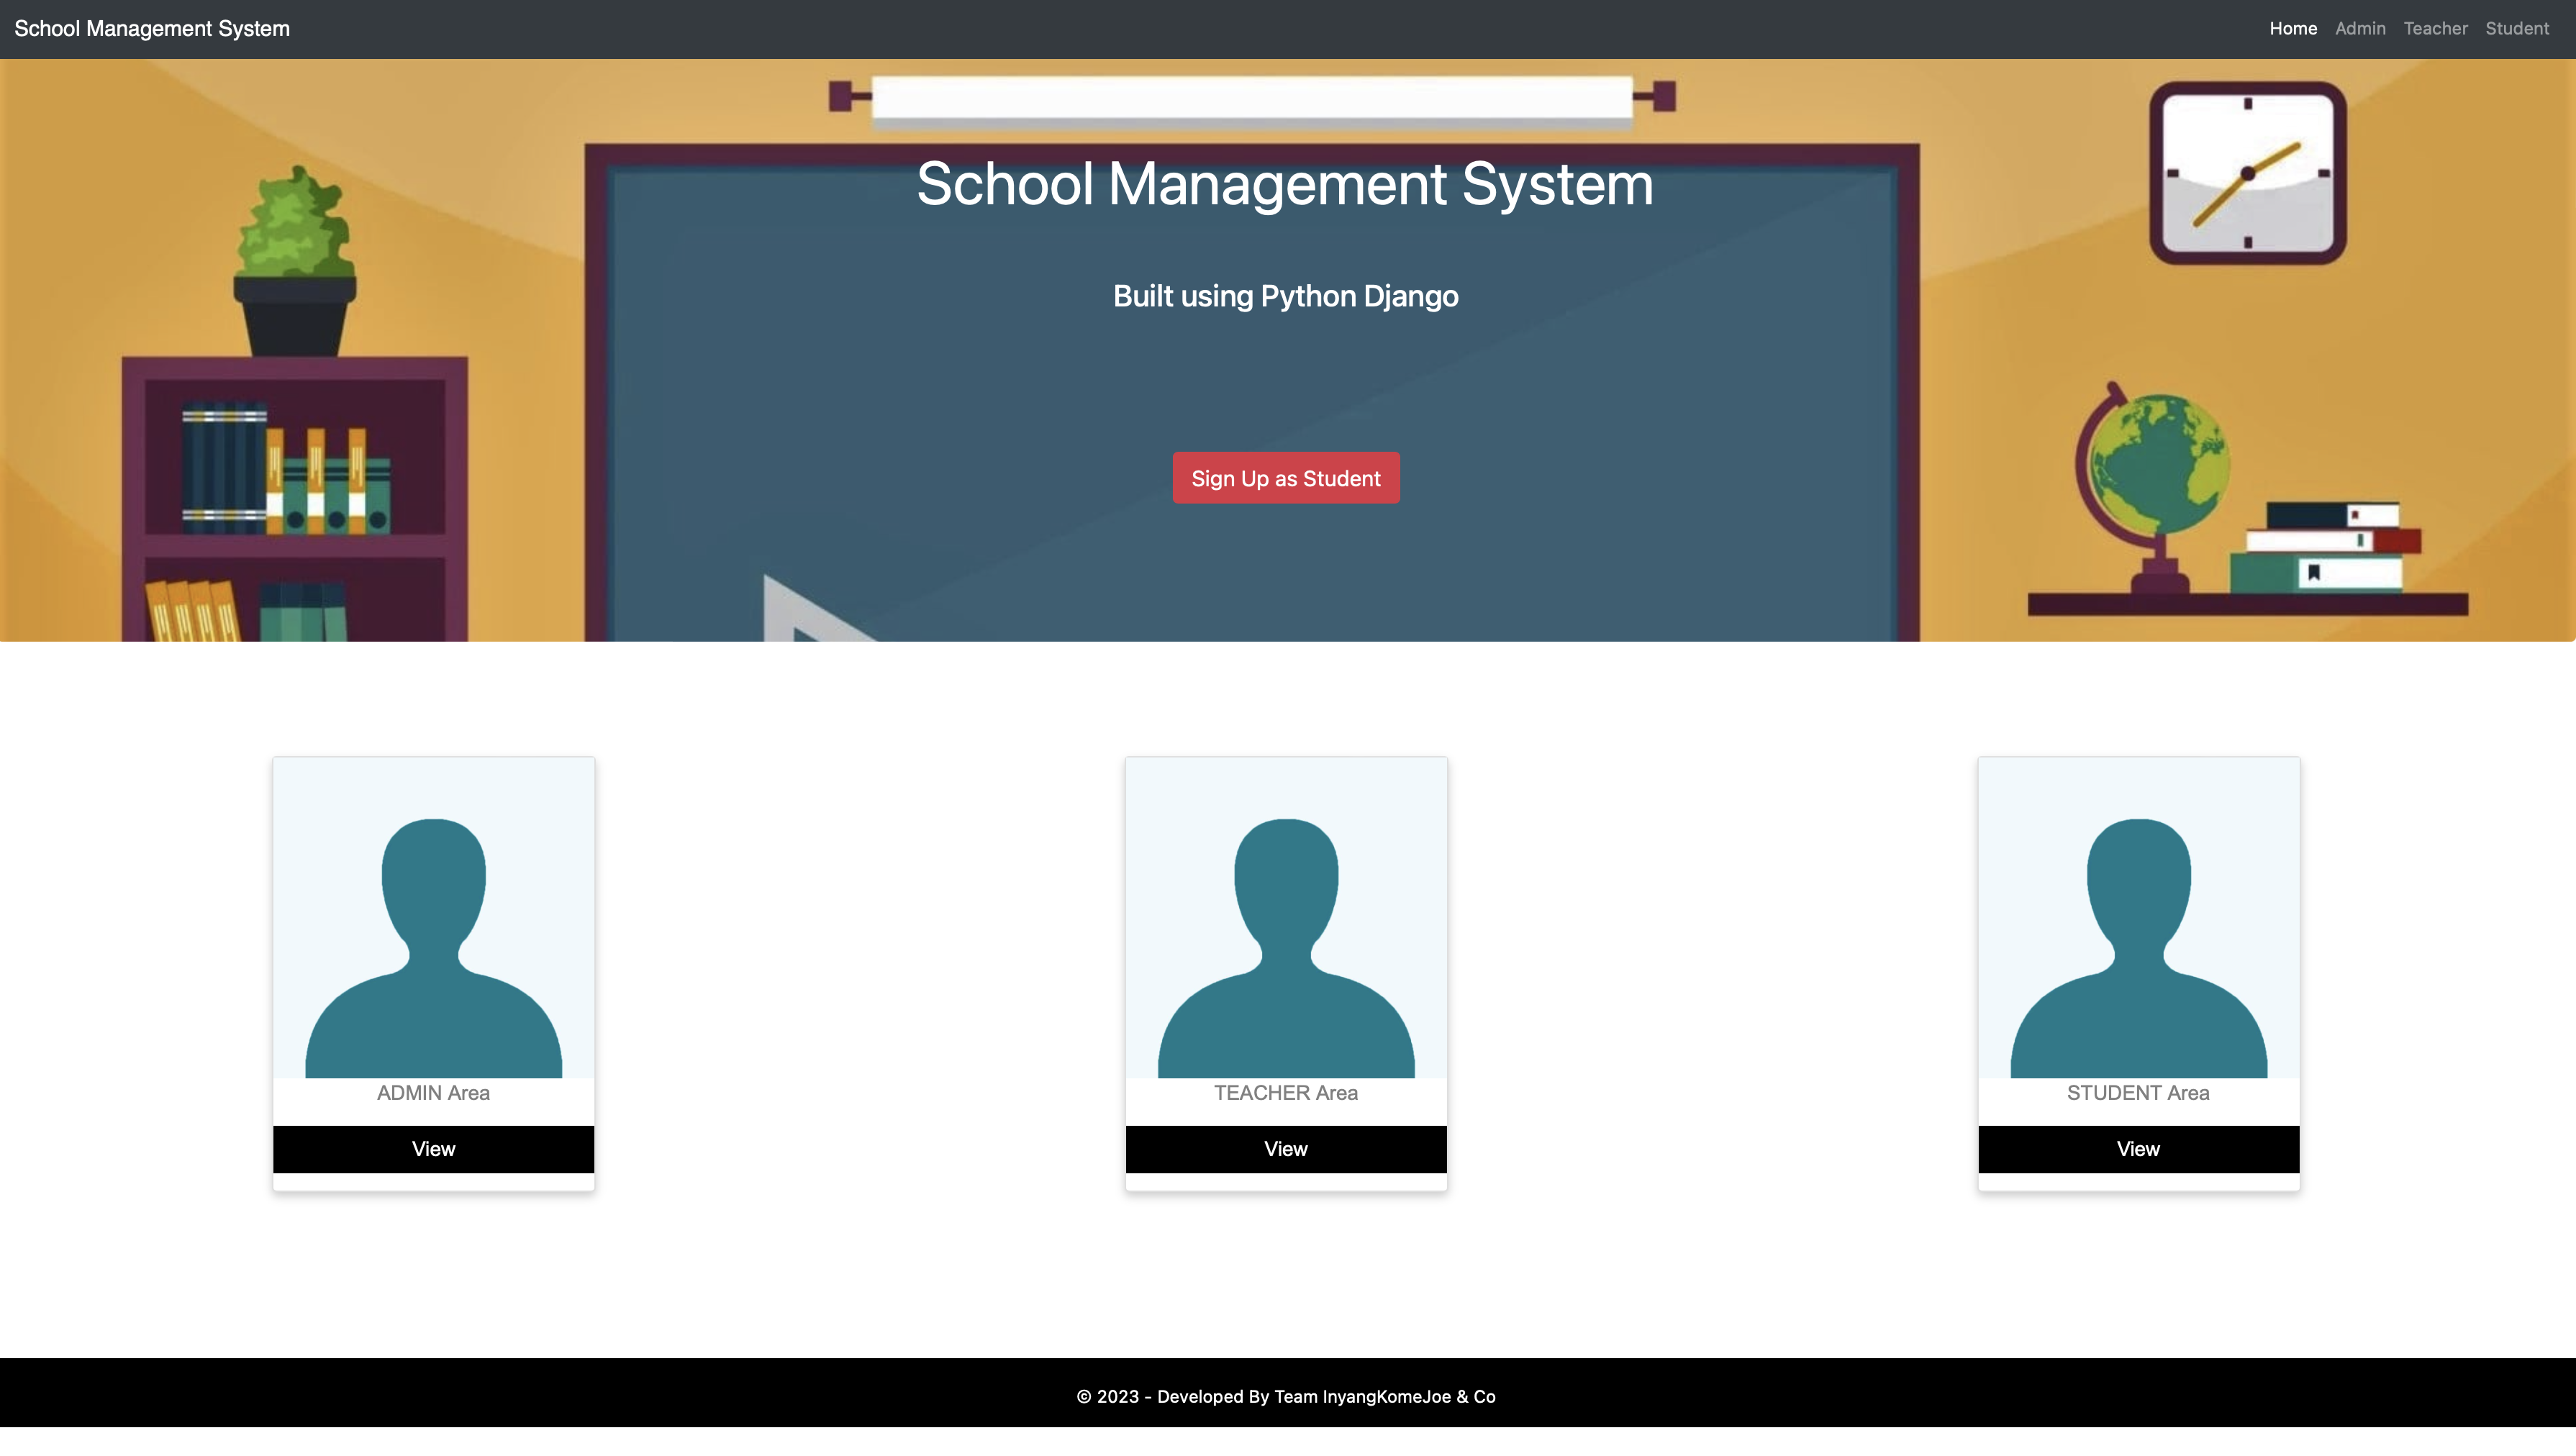 School Management System
Home Admin Teacher Student
School Management System
Built using Python Django
Sign Up as Student
ADMIN Area
View
TEACHER Area
View
STUDENT Area
View
© 2023 - Developed By Team InyangKomeJoe & Co